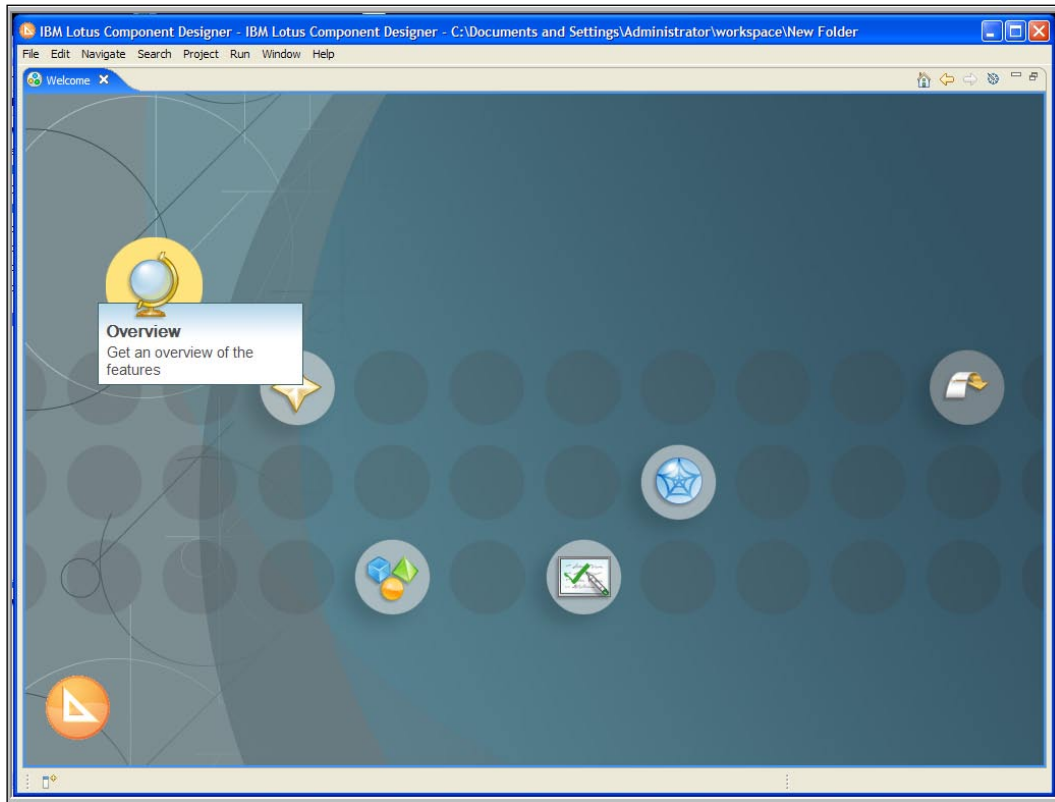 IBM Lotus Component Designer - IBM Lotus Component Designer - C:\Documents and Settings\Administrator\workspace\New Folder
File Edit Navigate Search Project Run Window Help
Welcome
Overview
Get an overview of the
features